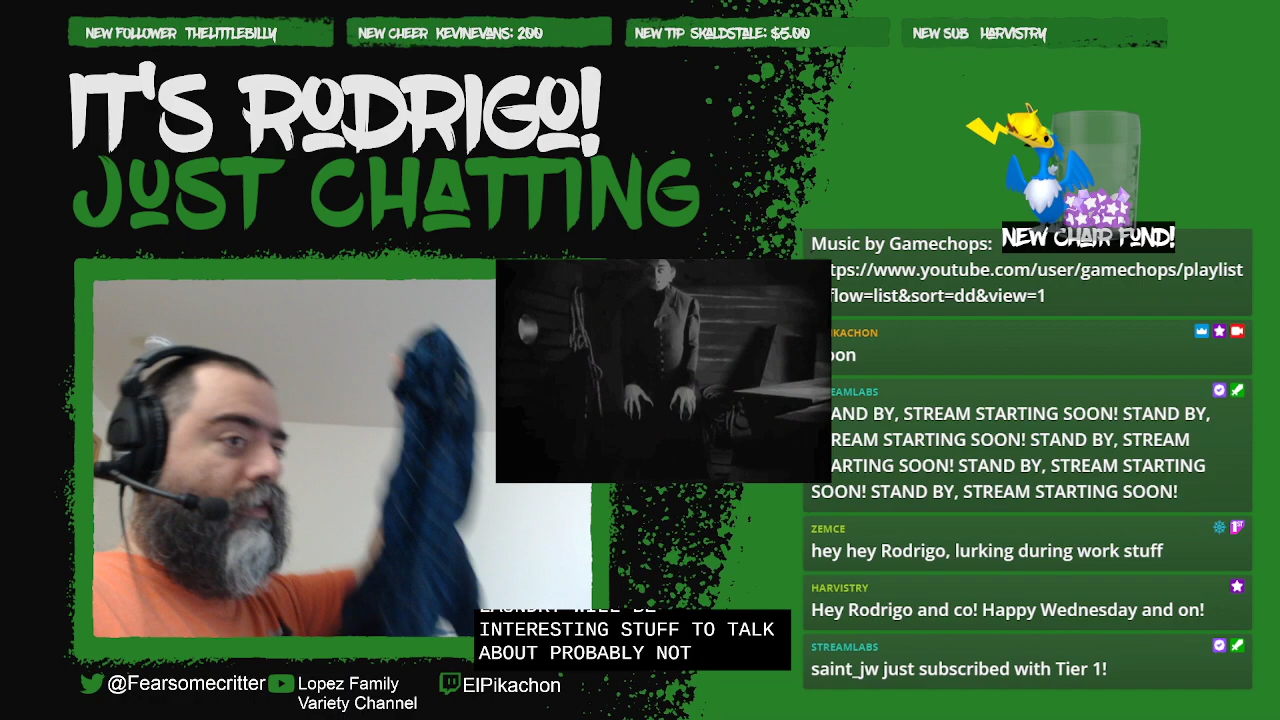 NEW FOLLOWER THELITTLEBILLY
NEW CHEER KEVINEVANS: 200
NEW TIP SKALDSTALE: $5.00
NEW SUB HARVISTRY
IT'S RODRIGO!
JUST CHATTING
NEW CHAIR FUND!
Music by Gamechops:
tps://www.youtube.com/user/gamechops/playlist
flow=list&sort=dd&view=1
PIKACHON
oon
EAMLABS
AND BY, STREAM STARTING SOON! STAND BY,
REAM STARTING SOON! STAND BY, STREAM
ARTING SOON! STAND BY, STREAM STARTING
SOON! STAND BY, STREAM STARTING SOON!
ZEMCE
1ST
hey hey Rodrigo, lurking during work stuff
HARVISTRY
Hey Rodrigo and co! Happy Wednesday and on!
STREAMLABS
saint_jw just subscribed with Tier 1!
LAUNDRY WILL BE
INTERESTING STUFF TO TALK
ABOUT PROBABLY NOT
@Fearsomecritter
Lopez Family
Variety Channel
ElPikachon